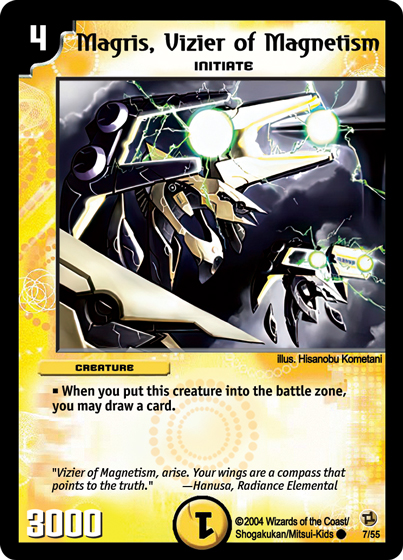 4
Magris, Vizier of Magnetism
INITIATE
illus. Hisanobu Kometani
CREATURE
▪ When you put this creature into the battle zone,
you may draw a card.
"Vizier of Magnetism, arise. Your wings are a compass that
points to the truth." —Hanusa, Radiance Elemental
3000
1
©2004 Wizards of the Coast/
Shogakukan/Mitsui-Kids ●
7/55